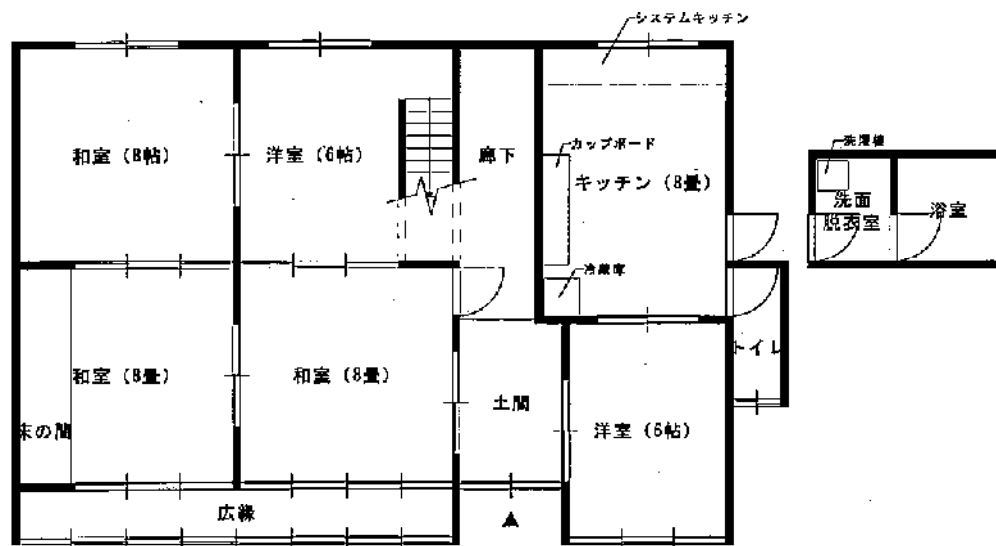 システムキッチン
和室（8帖）
洋室（6帖）
廊下
カップボード
キッチン（8畳）
冷蔵庫
洗濯機
洗面
脱衣室
浴室
和室（8畳）
和室（8畳）
土間
トイレ
床の間
洋室（6帖）
広縁